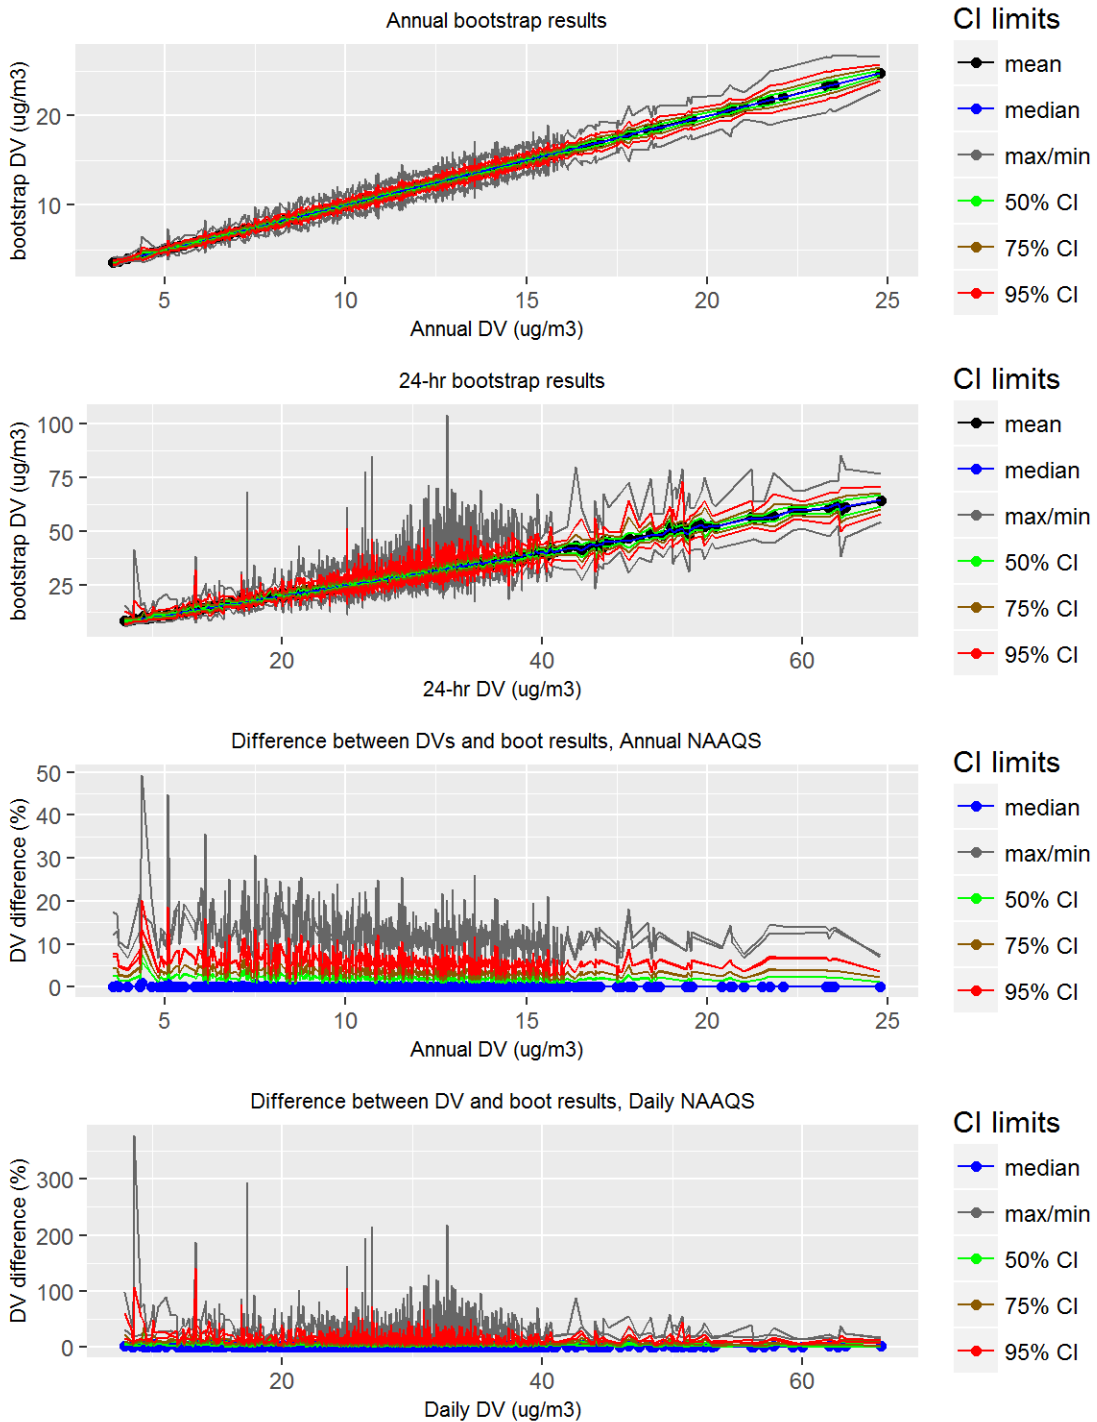 Annual bootstrap results
bootstrap DV (ug/m3)
20
10
5 10 15 20 25
Annual DV (ug/m3)
CI limits
mean
median
max/min
50% CI
75% CI
95% CI
24-hr bootstrap results
bootstrap DV (ug/m3)
100
75
50
25
20 40 60
24-hr DV (ug/m3)
CI limits
mean
median
max/min
50% CI
75% CI
95% CI
Difference between DVs and boot results, Annual NAAQS
DV difference (%)
50
40
30
20
10
0
5 10 15 20 25
Annual DV (ug/m3)
CI limits
median
max/min
50% CI
75% CI
95% CI
Difference between DV and boot results, Daily NAAQS
DV difference (%)
300
200
100
0
20 40 60
Daily DV (ug/m3)
CI limits
median
max/min
50% CI
75% CI
95% CI